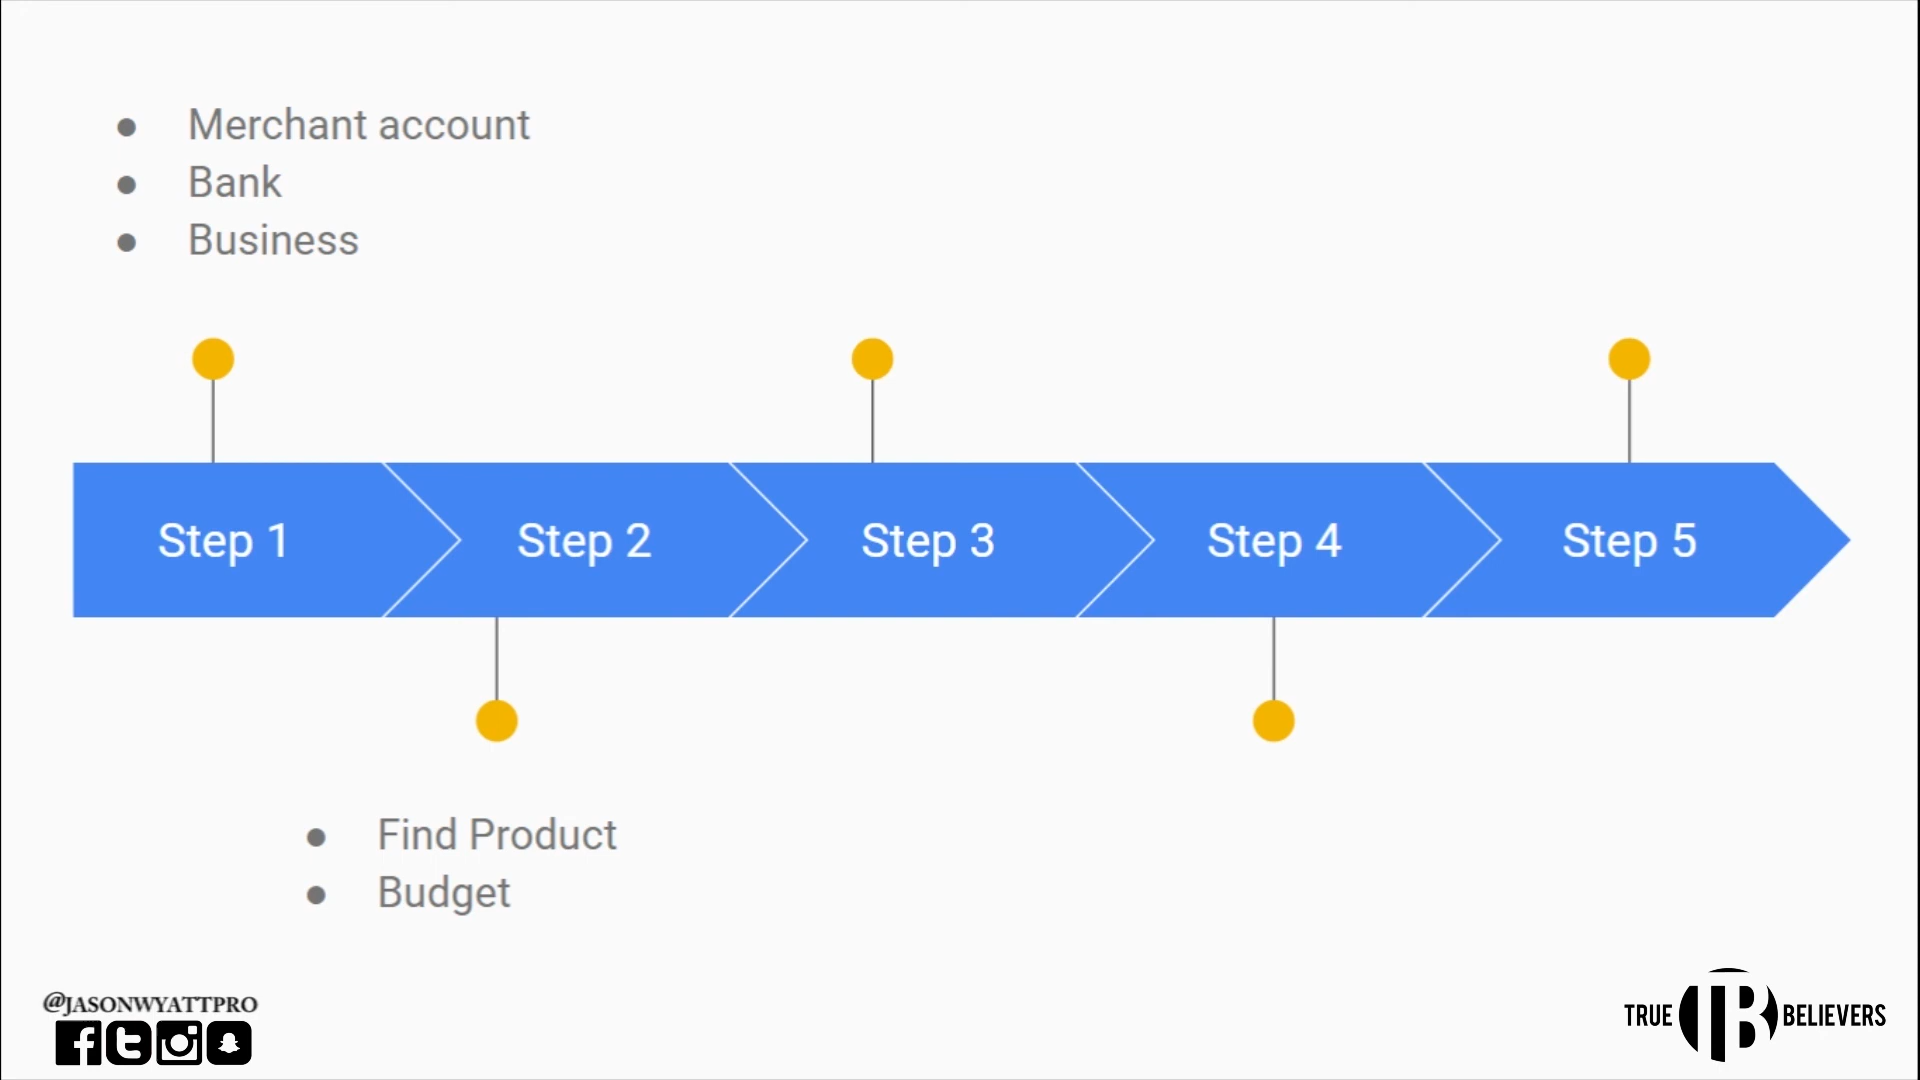 ● Merchant account
● Bank
● Business
Step 1
Step 2
Step 3
Step 4
Step 5
● Find Product
● Budget
@JASONWYATTPRO
TRUE TB BELIEVERS